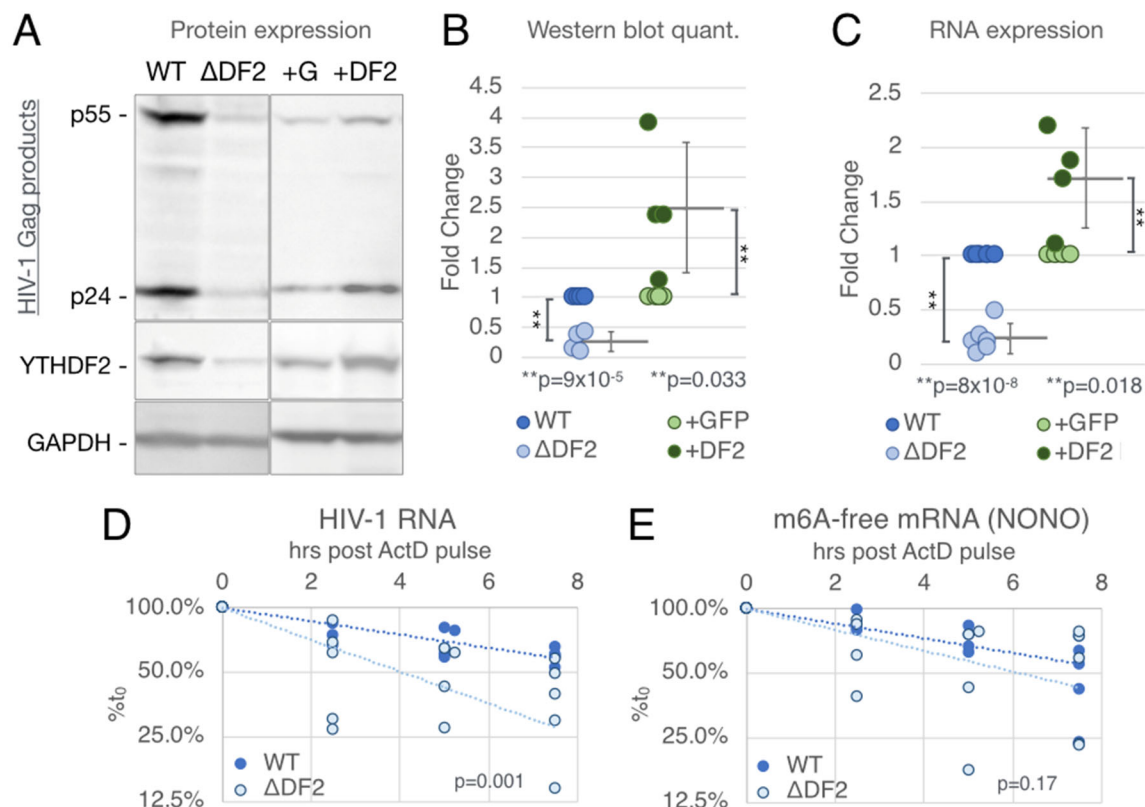 A
Protein expression
WT ΔDF2 +G +DF2
HIV-1 Gag products
p55 -
p24 -
YTHDF2 -
GAPDH -
B
Western blot quant.
Fold Change
4.5
4
3.5
3
2.5
2
1.5
1
0.5
0
**
**
**p=9x10-5 **p=0.033
WT +GFP
ΔDF2 +DF2
C
RNA expression
Fold Change
2.5
2
1.5
1
0.5
0
**
**
**p=8x10-8 **p=0.018
WT +GFP
ΔDF2 +DF2
D
HIV-1 RNA
hrs post ActD pulse
0 2 4 6 8
%t0
100.0%
50.0%
25.0%
12.5%
WT
ΔDF2
p=0.001
E
m6A-free mRNA (NONO)
hrs post ActD pulse
0 2 4 6 8
%t0
100.0%
50.0%
25.0%
12.5%
WT
ΔDF2
p=0.17